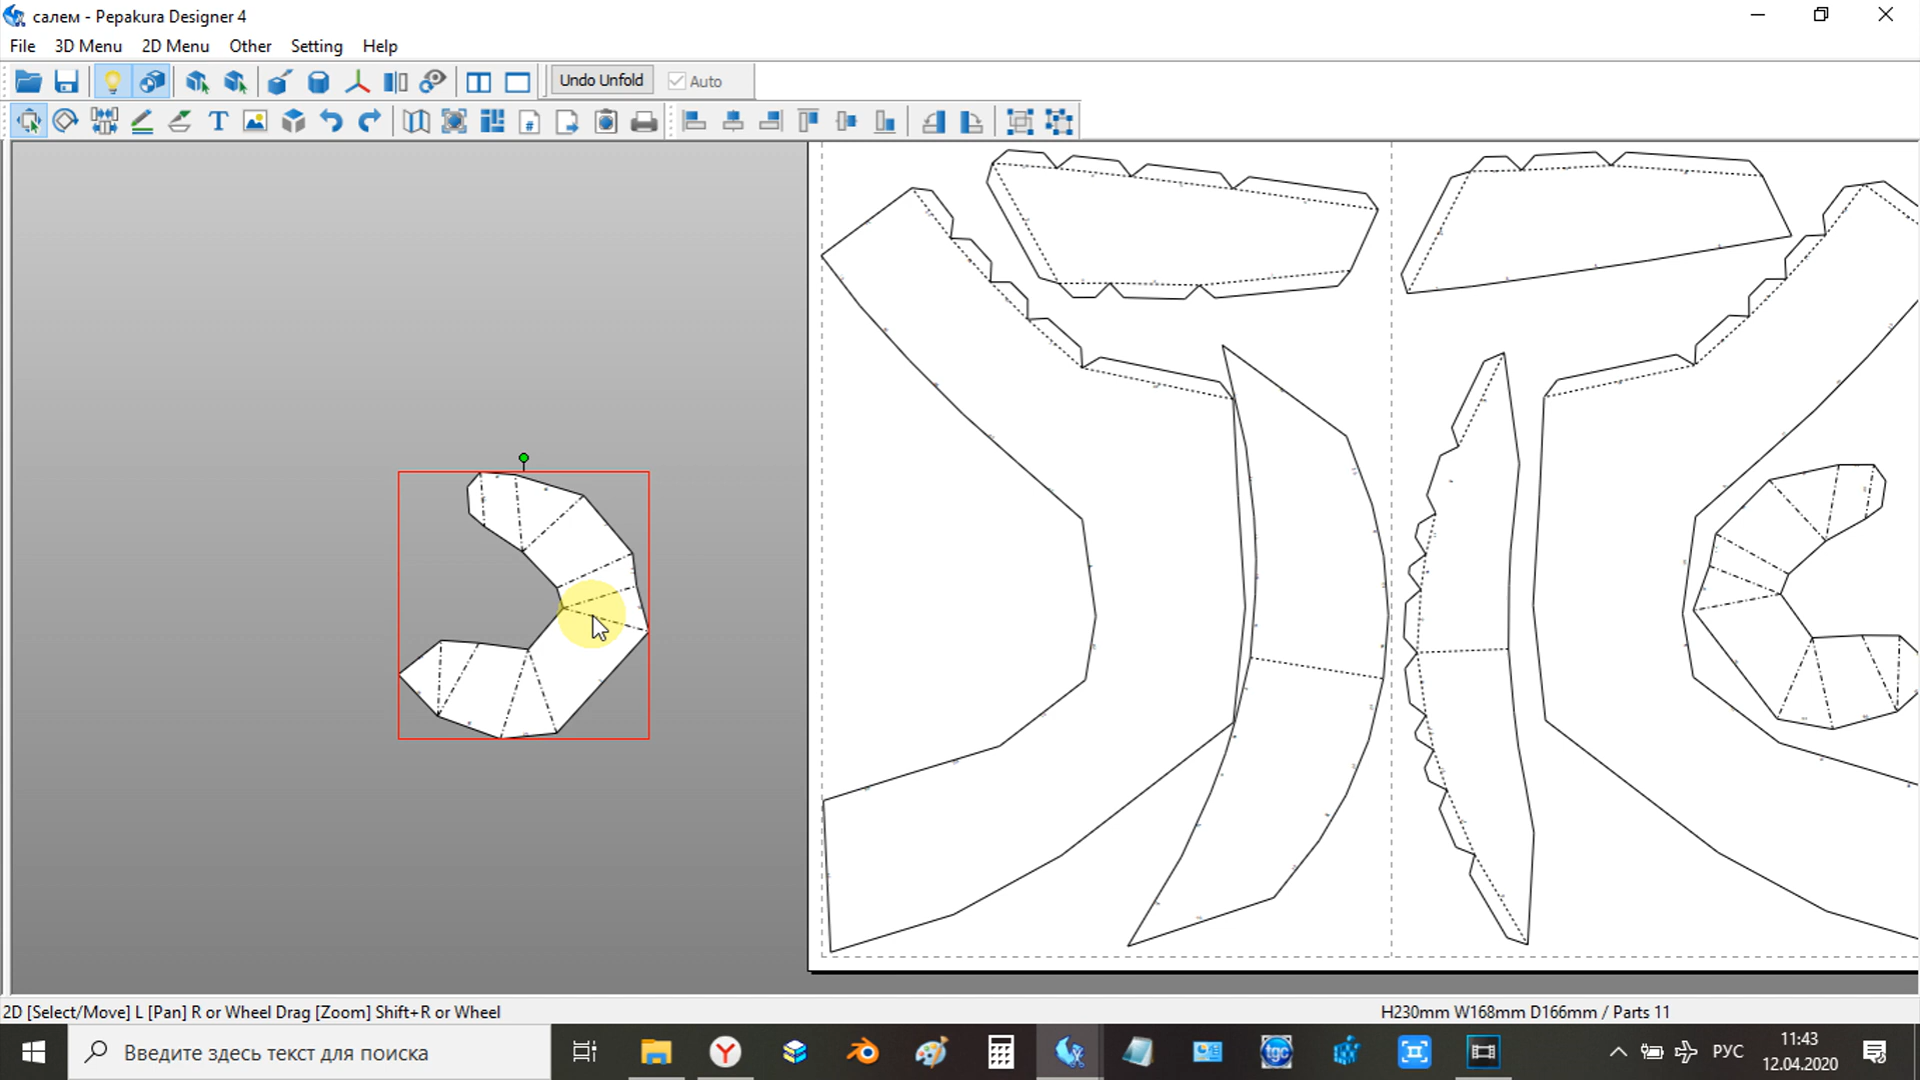 салем - Pepakura Designer 4
File 3D Menu 2D Menu Other Setting Help
Undo Unfold Auto
2D [Select/Move] L [Pan] R or Wheel Drag [Zoom] Shift+R or Wheel
H230mm W168mm D166mm / Parts 11
Введите здесь текст для поиска
tgc
РУС
11:43
12.04.2020